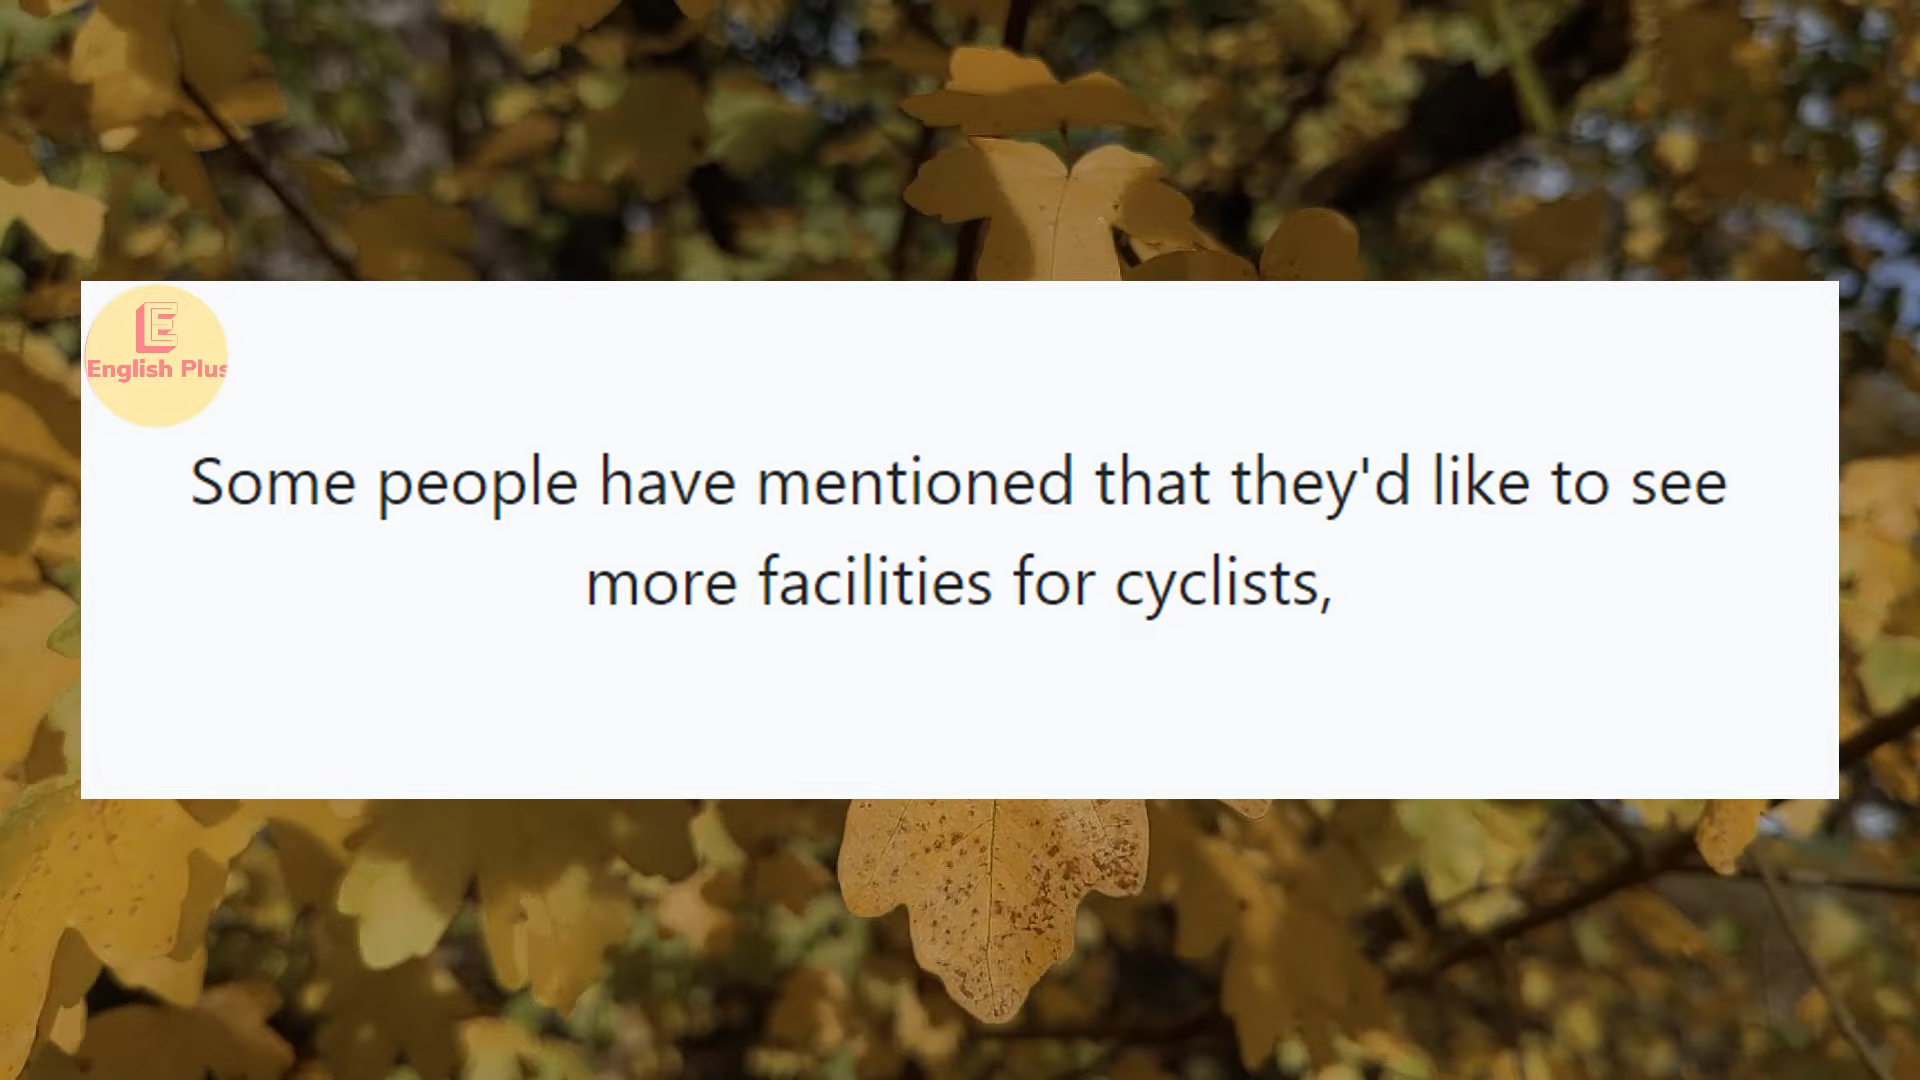 E
English Plus
Some people have mentioned that they'd like to see
more facilities for cyclists,